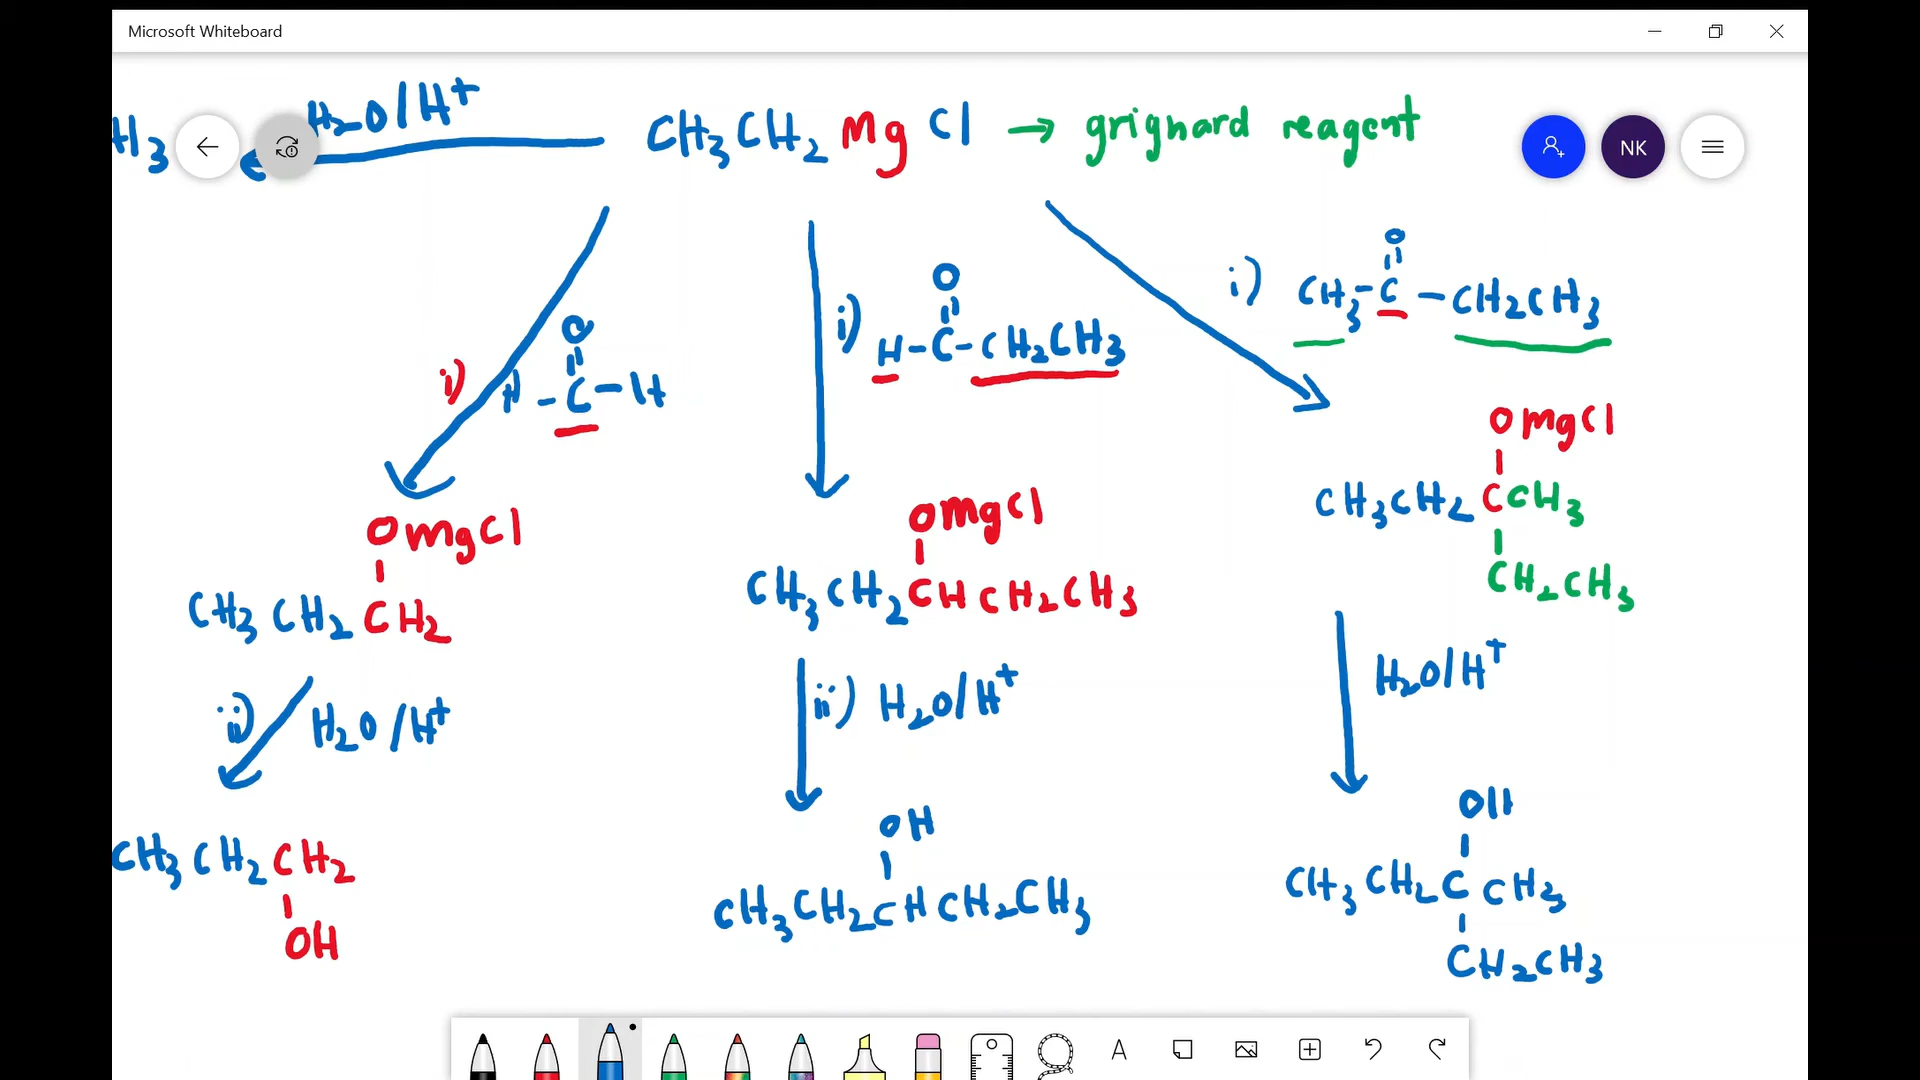 Microsoft Whiteboard
H3
H2O/H+
CH3CH2MgCl → grignard reagent
NK
i) H-C-H
O
i) H-C-CH2CH3
O
i) CH3-C-CH2CH3
O
OMgCl
CH3CH2CH2
ii) H2O/H+
CH3CH2CH2
OH
OMgCl
CH3CH2CHCH2CH3
ii) H2O/H+
OH
CH3CH2CHCH2CH3
OMgCl
CH3CH2CCH3
CH2CH3
H2O/H+
OH
CH3CH2CCH3
CH2CH3
A